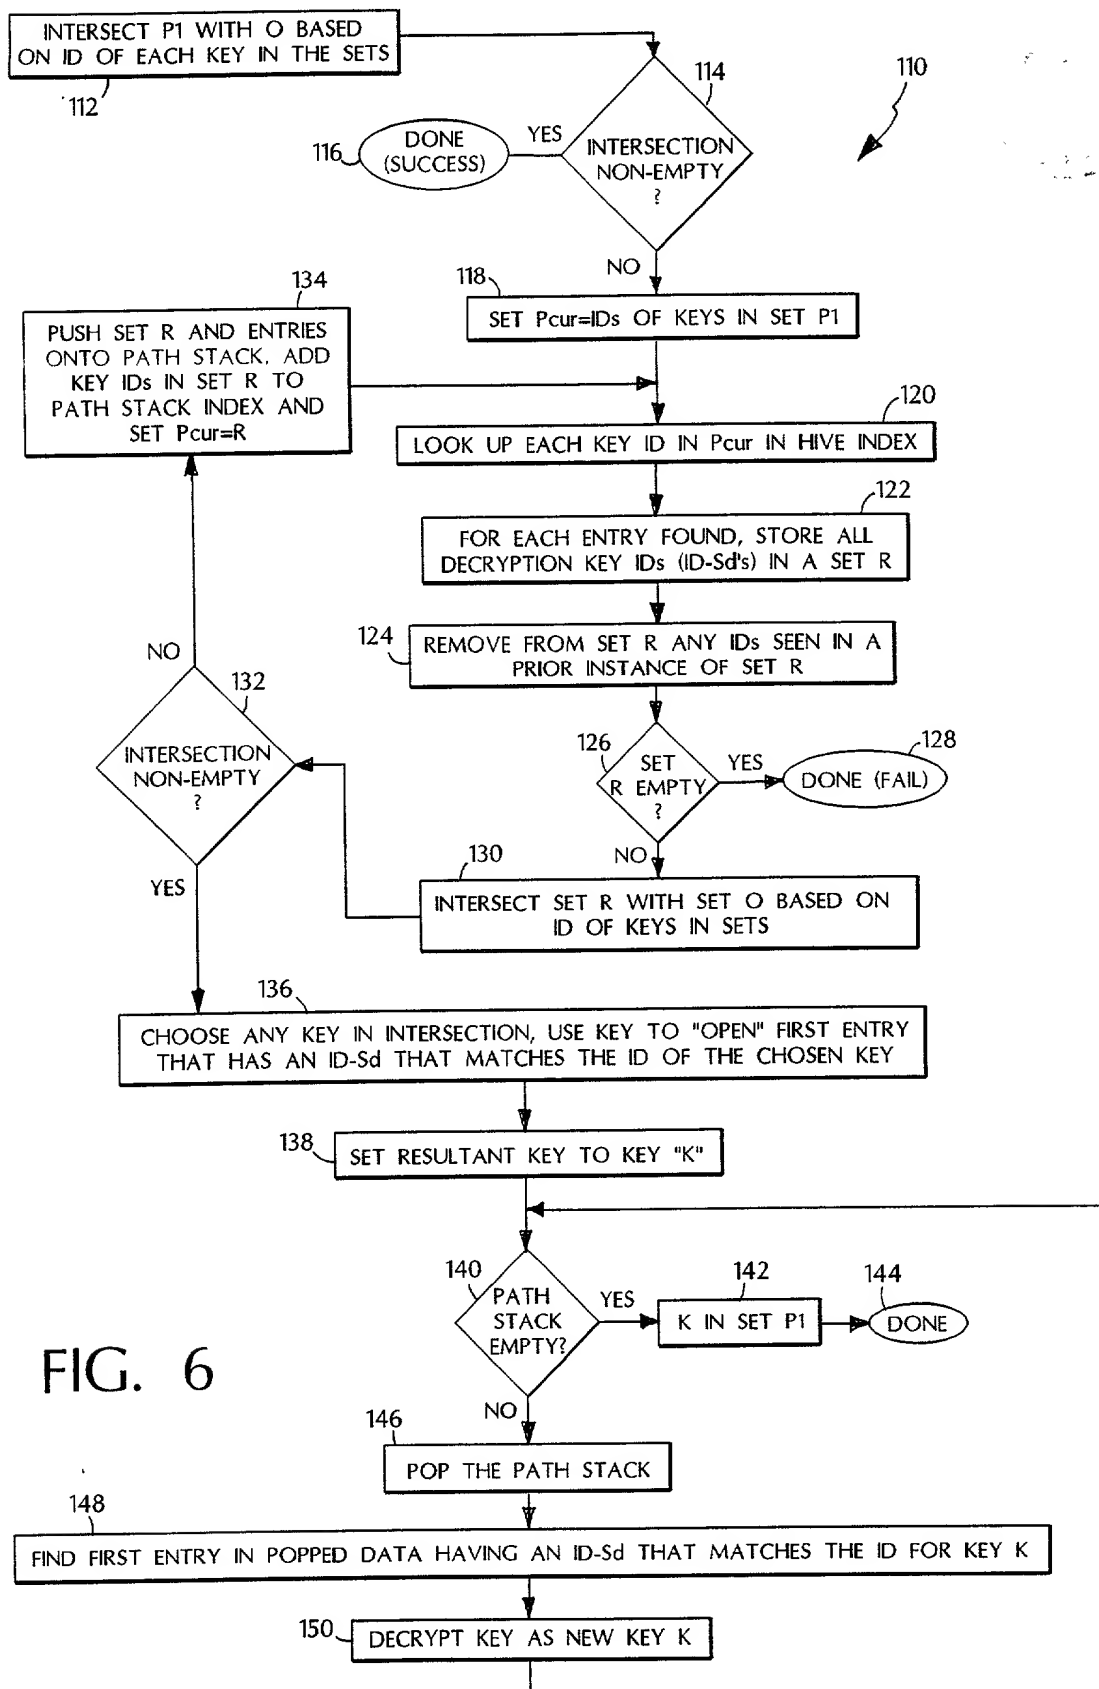 INTERSECT P1 WITH O BASED
ON ID OF EACH KEY IN THE SETS
112
114
110
INTERSECTION
NON-EMPTY
?
YES
DONE
(SUCCESS)
116
NO
118
SET Pcur=IDs OF KEYS IN SET P1
134
PUSH SET R AND ENTRIES
ONTO PATH STACK. ADD
KEY IDs IN SET R TO
PATH STACK INDEX AND
SET Pcur=R
120
LOOK UP EACH KEY ID IN Pcur IN HIVE INDEX
122
FOR EACH ENTRY FOUND, STORE ALL
DECRYPTION KEY IDs (ID-Sd's) IN A SET R
124
REMOVE FROM SET R ANY IDs SEEN IN A
PRIOR INSTANCE OF SET R
126
SET
R EMPTY
?
YES
128
DONE (FAIL)
NO
130
INTERSECT SET R WITH SET O BASED ON
ID OF KEYS IN SETS
NO
132
INTERSECTION
NON-EMPTY
?
YES
136
CHOOSE ANY KEY IN INTERSECTION, USE KEY TO "OPEN" FIRST ENTRY
THAT HAS AN ID-Sd THAT MATCHES THE ID OF THE CHOSEN KEY
138
SET RESULTANT KEY TO KEY "K"
140
PATH
STACK
EMPTY?
YES
142
K IN SET P1
144
DONE
NO
FIG. 6
146
POP THE PATH STACK
148
FIND FIRST ENTRY IN POPPED DATA HAVING AN ID-Sd THAT MATCHES THE ID FOR KEY K
150
DECRYPT KEY AS NEW KEY K